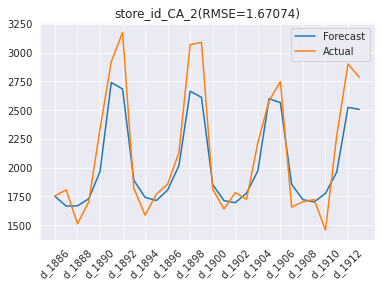 store_id_CA_2(RMSE=1.67074)
Forecast
Actual
3250
3000
2750
2500
2250
2000
1750
1500
d_1886
d_1888
d_1890
d_1892
d_1894
d_1896
d_1898
d_1900
d_1902
d_1904
d_1906
d_1908
d_1910
d_1912